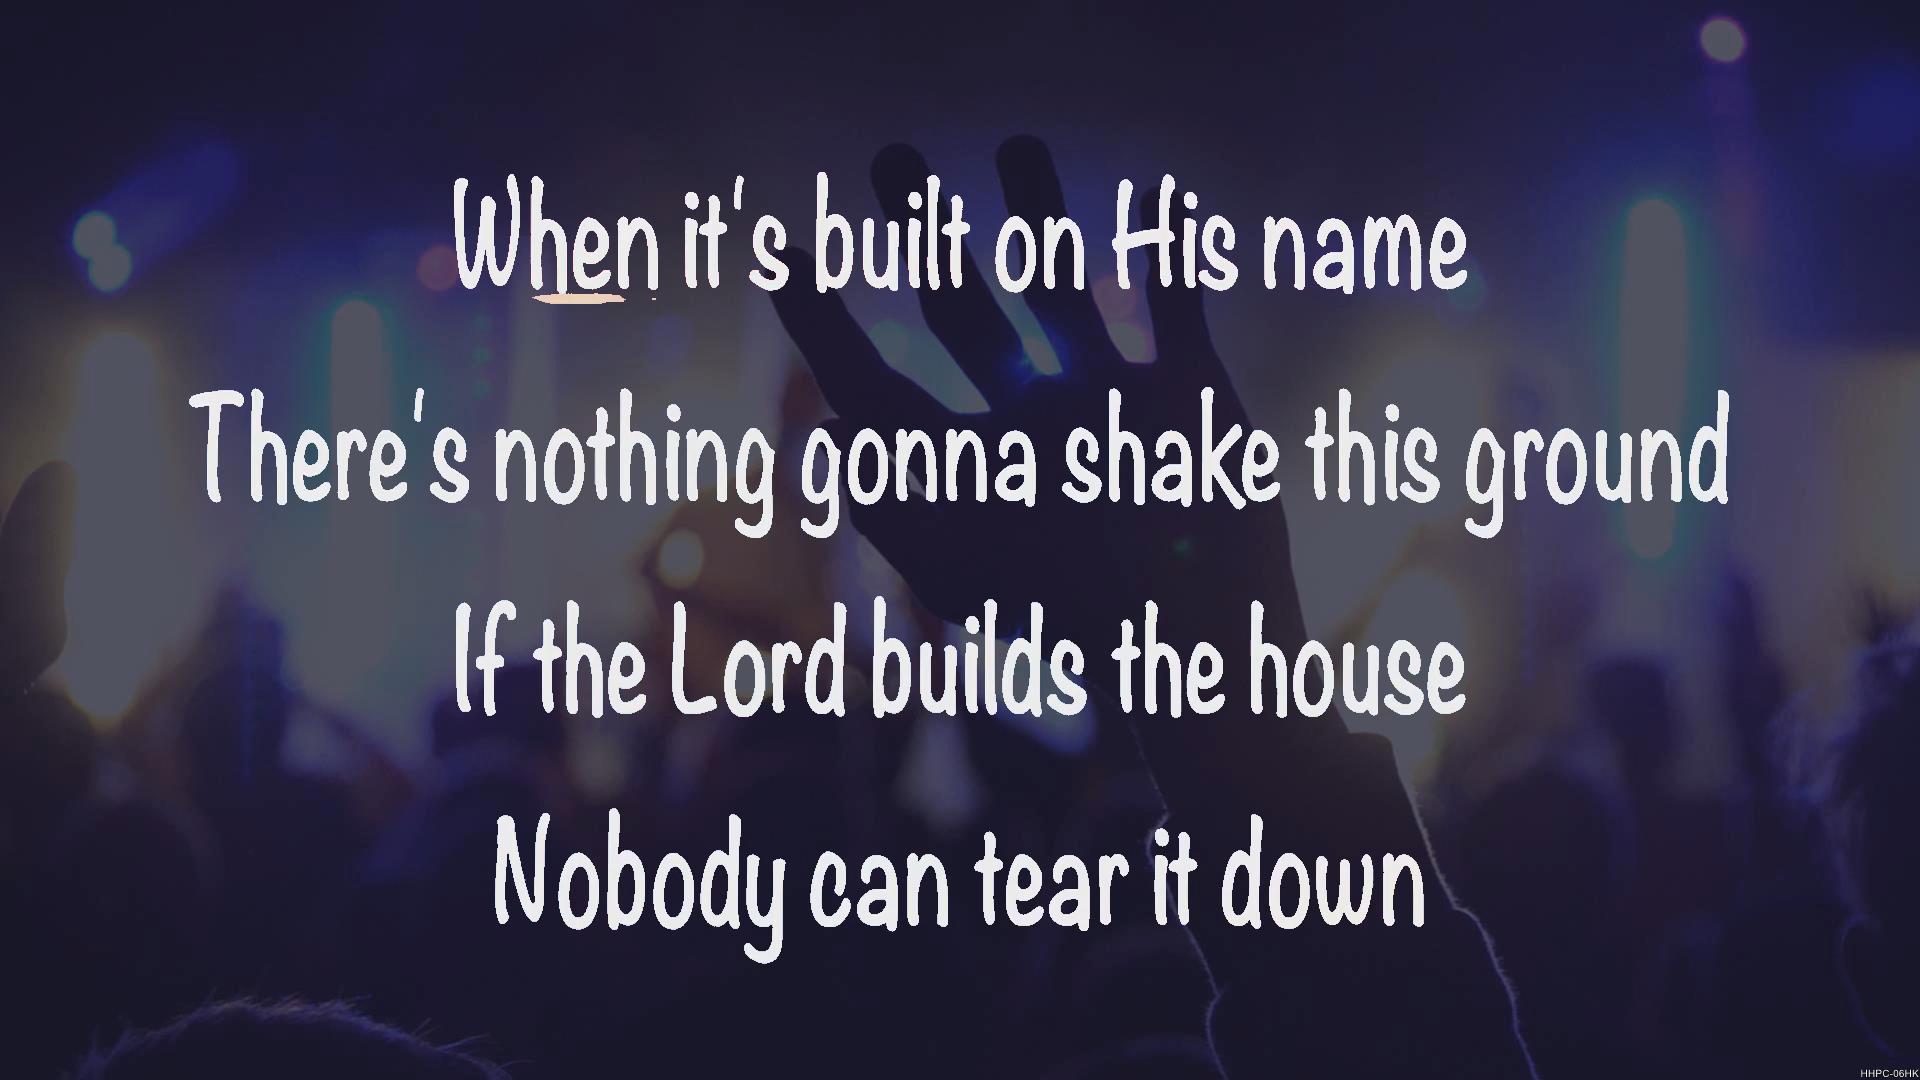 When it's built on His name
There's nothing gonna shake this ground
If the Lord builds the house
Nobody can tear it down
HHPC-06HK